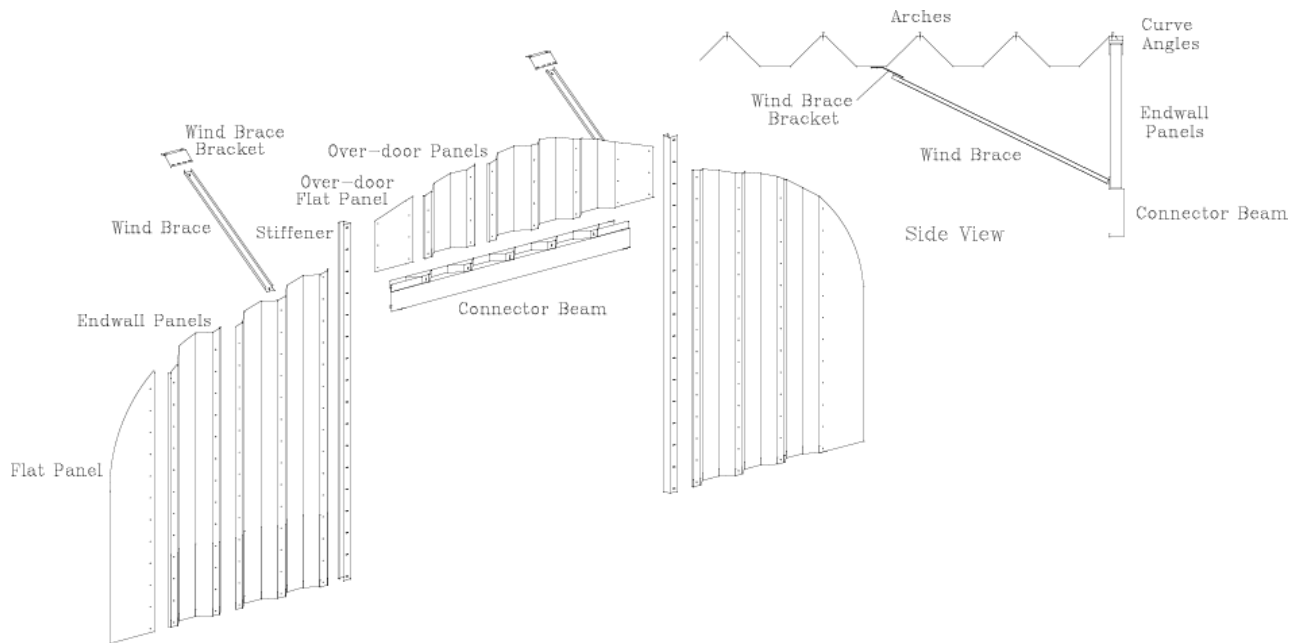 Arches
Curve
Angles
Wind Brace
Bracket
Endwall
Panels
Wind Brace
Connector Beam
Side View
Wind Brace
Bracket
Over-door Panels
Over-door
Flat Panel
Wind Brace
Stiffener
Connector Beam
Endwall Panels
Flat Panel